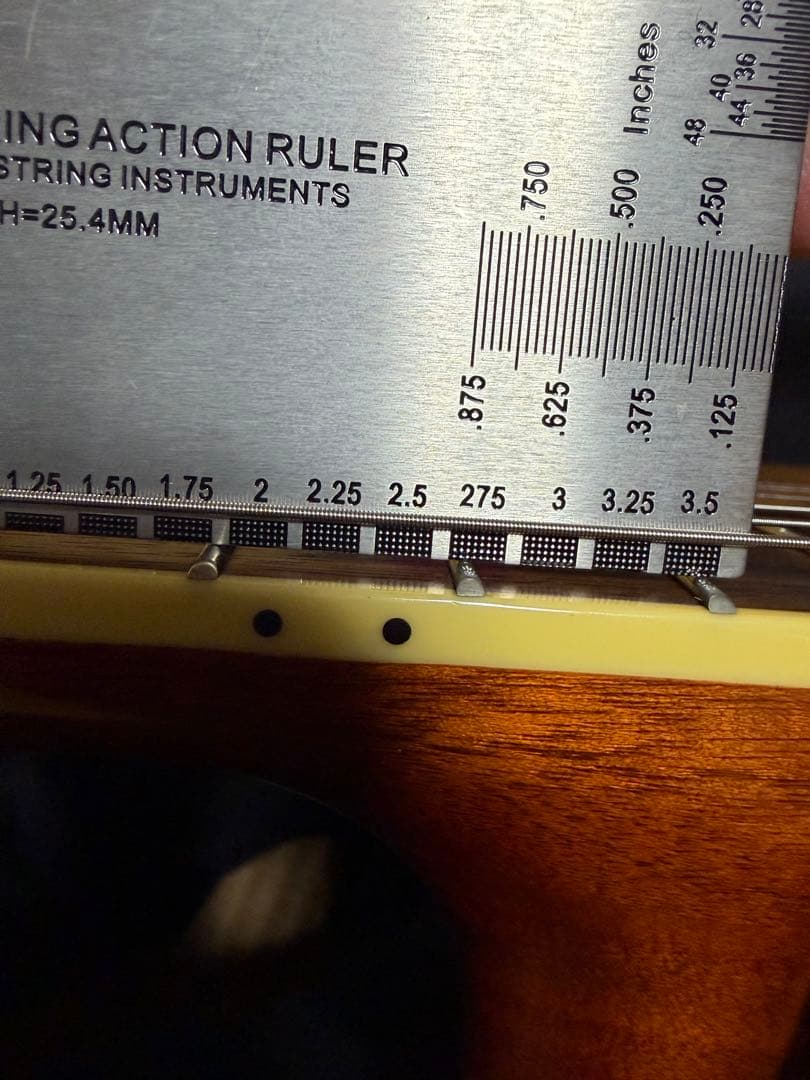 ING ACTION RULER
STRING INSTRUMENTS
H=25.4MM
Inches
32
28
48
40
36
44
.750
.500
.250
.875
.625
.375
.125
1.25 1.50 1.75 2 2.25 2.5 275 3 3.25 3.5